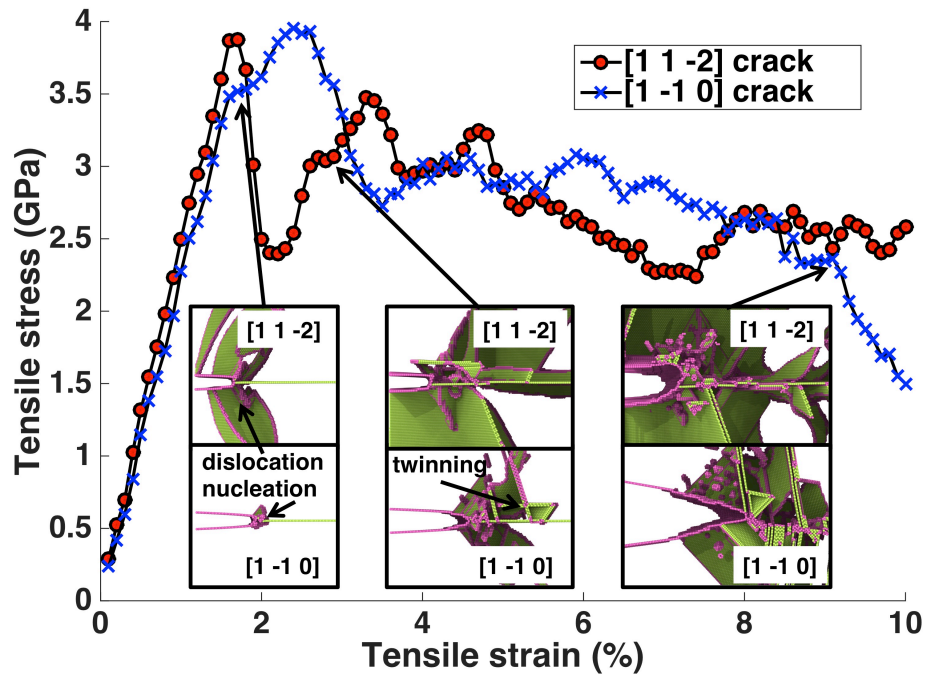 4
3.5
3
2.5
2
1.5
1
0.5
0
Tensile stress (GPa)
[1 1 -2] crack
[1 -1 0] crack
[1 1 -2]
[1 1 -2]
[1 1 -2]
dislocation
nucleation
twinning
[1 -1 0]
[1 -1 0]
[1 -1 0]
0 2 4 6 8 10
Tensile strain (%)